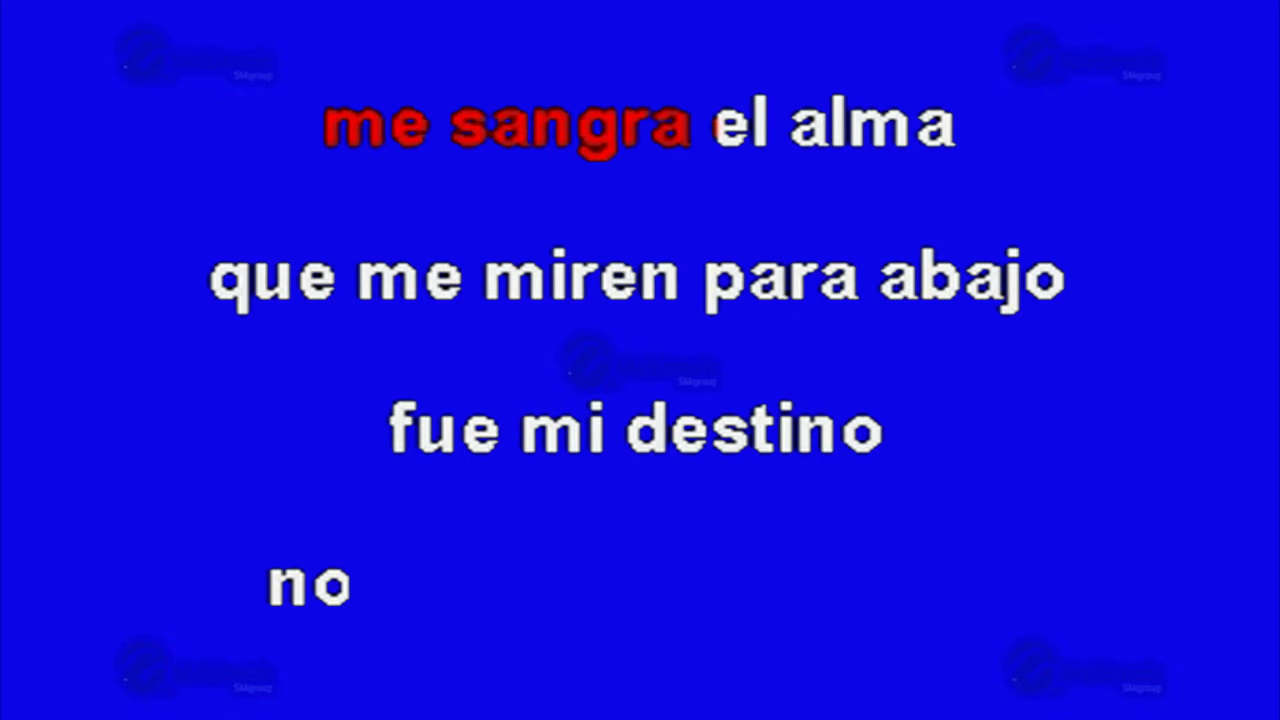 me sangra el alma
que me miren para abajo
fue mi destino
no